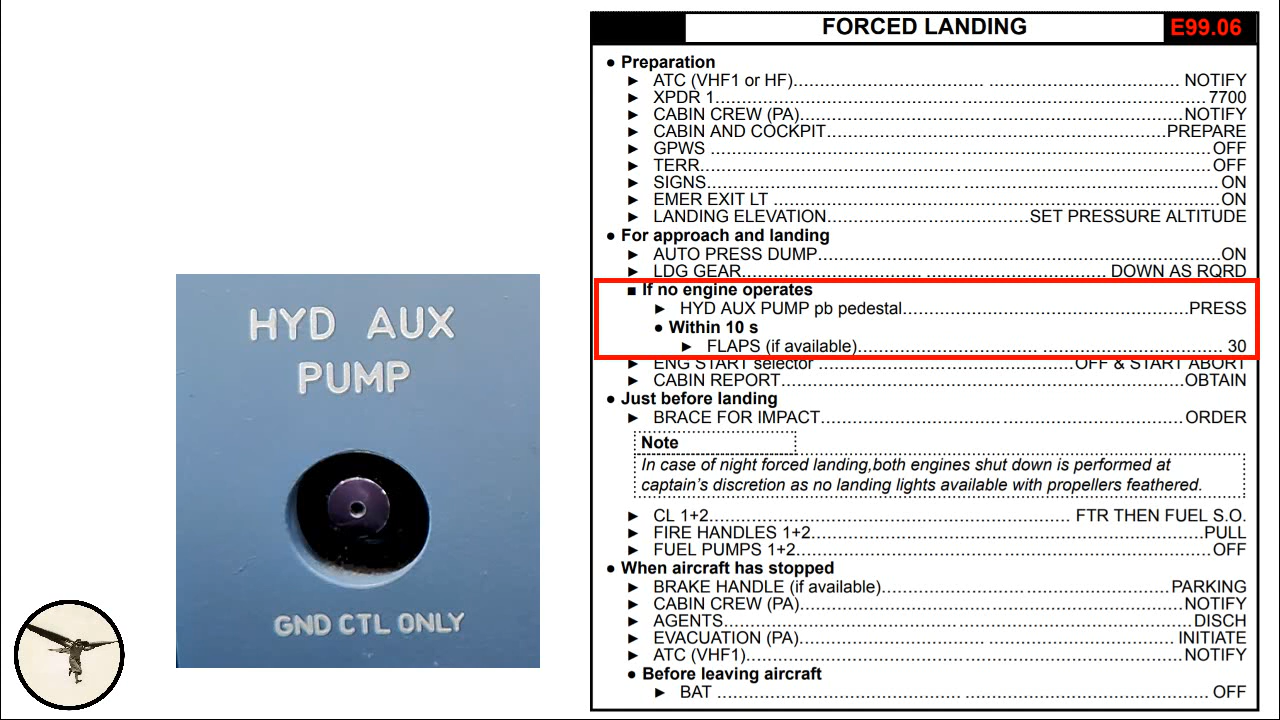 HYD AUX
PUMP
GND CTL ONLY
FORCED LANDING E99.06
● Preparation
► ATC (VHF1 or HF)........................................ ........................................ NOTIFY
► XPDR 1........................................ ........................................7700
► CABIN CREW (PA)........................................ ........................................NOTIFY
► CABIN AND COCKPIT........................................ ........................................PREPARE
► GPWS ........................................ ........................................OFF
► TERR........................................ ........................................OFF
► SIGNS........................................ ........................................ ON
► EMER EXIT LT ........................................ ........................................ON
► LANDING ELEVATION........................................SET PRESSURE ALTITUDE
● For approach and landing
► AUTO PRESS DUMP........................................ ........................................ON
► LDG GEAR........................................ ........................................ DOWN AS RQRD
■ If no engine operates
► HYD AUX PUMP pb pedestal........................................PRESS
● Within 10 s
► FLAPS (if available)........................................ ........................................ 30
► ENG START selector ........................................ ........................................OFF & START ABORT
► CABIN REPORT........................................ ........................................OBTAIN
● Just before landing
► BRACE FOR IMPACT........................................ ........................................ORDER
Note
In case of night forced landing,both engines shut down is performed at
captain's discretion as no landing lights available with propellers feathered.
► CL 1+2........................................ ........................................ FTR THEN FUEL S.O.
► FIRE HANDLES 1+2........................................ ........................................PULL
► FUEL PUMPS 1+2........................................ ........................................OFF
● When aircraft has stopped
► BRAKE HANDLE (if available)........................................ ........................................PARKING
► CABIN CREW (PA)........................................ ........................................NOTIFY
► AGENTS........................................ ........................................DISCH
► EVACUATION (PA)........................................ ........................................ INITIATE
► ATC (VHF1)........................................ ........................................NOTIFY
● Before leaving aircraft
► BAT ........................................ ........................................ OFF